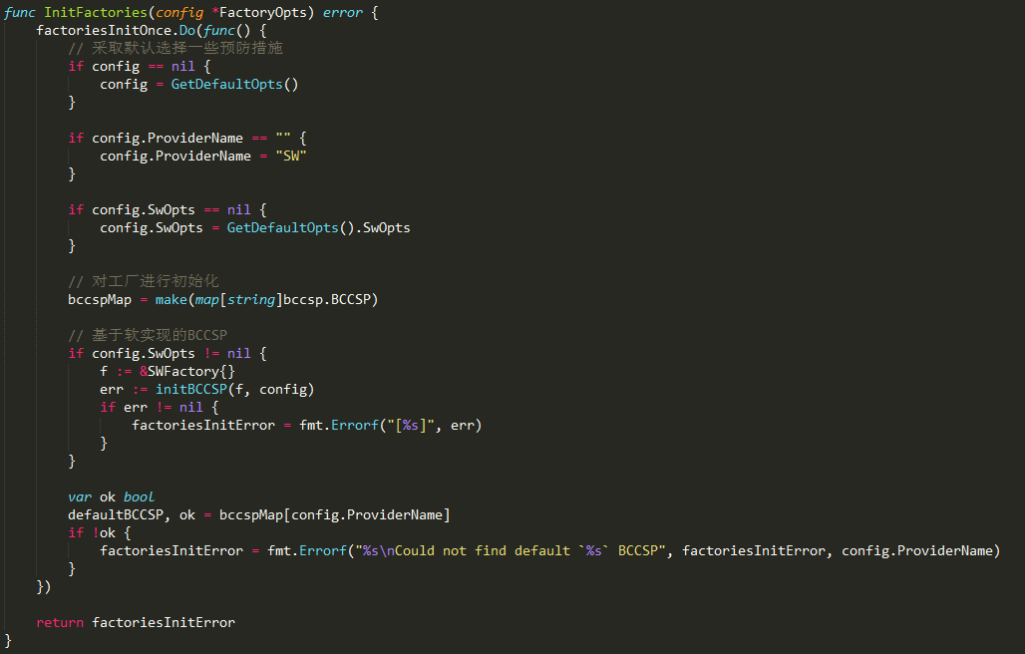 func InitFactories(config *FactoryOpts) error {
    factoriesInitOnce.Do(func() {
        // 采取默认选择一些预防措施
        if config == nil {
            config = GetDefaultOpts()
        }

        if config.ProviderName == "" {
            config.ProviderName = "SW"
        }

        if config.SwOpts == nil {
            config.SwOpts = GetDefaultOpts().SwOpts
        }

        // 对工厂进行初始化
        bccspMap = make(map[string]bccsp.BCCSP)

        // 基于软实现的BCCSP
        if config.SwOpts != nil {
            f := &SWFactory{}
            err := initBCCSP(f, config)
            if err != nil {
                factoriesInitError = fmt.Errorf("[%s]", err)
            }
        }

        var ok bool
        defaultBCCSP, ok = bccspMap[config.ProviderName]
        if !ok {
            factoriesInitError = fmt.Errorf("%s\nCould not find default `%s` BCCSP", factoriesInitError, config.ProviderName)
        }
    })

    return factoriesInitError
}